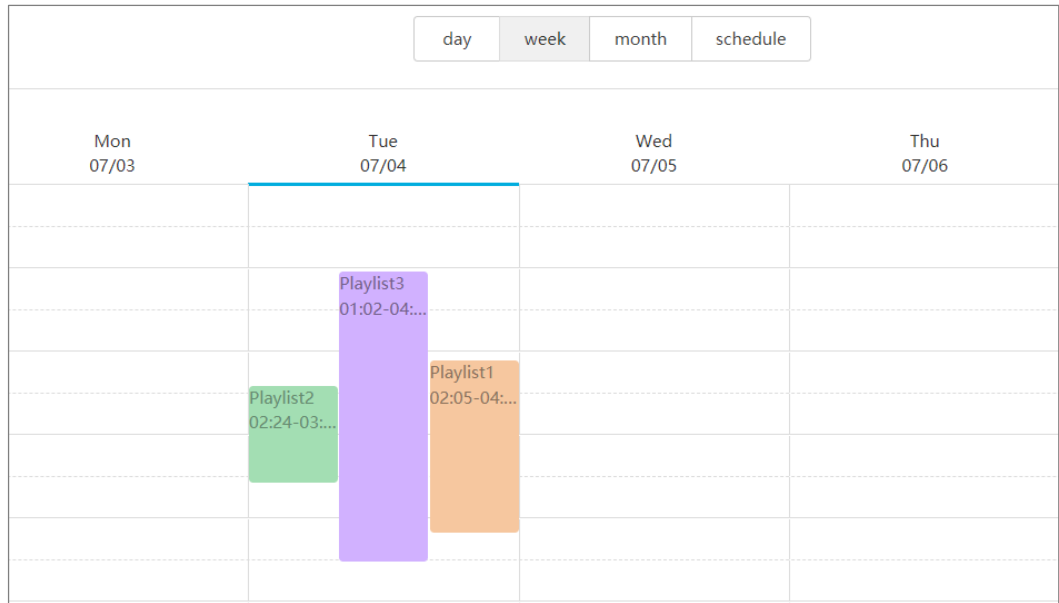 day week month schedule
Mon Tue Wed Thu
07/03 07/04 07/05 07/06
Playlist3
01:02-04:...
Playlist1
02:05-04:...
Playlist2
02:24-03:...